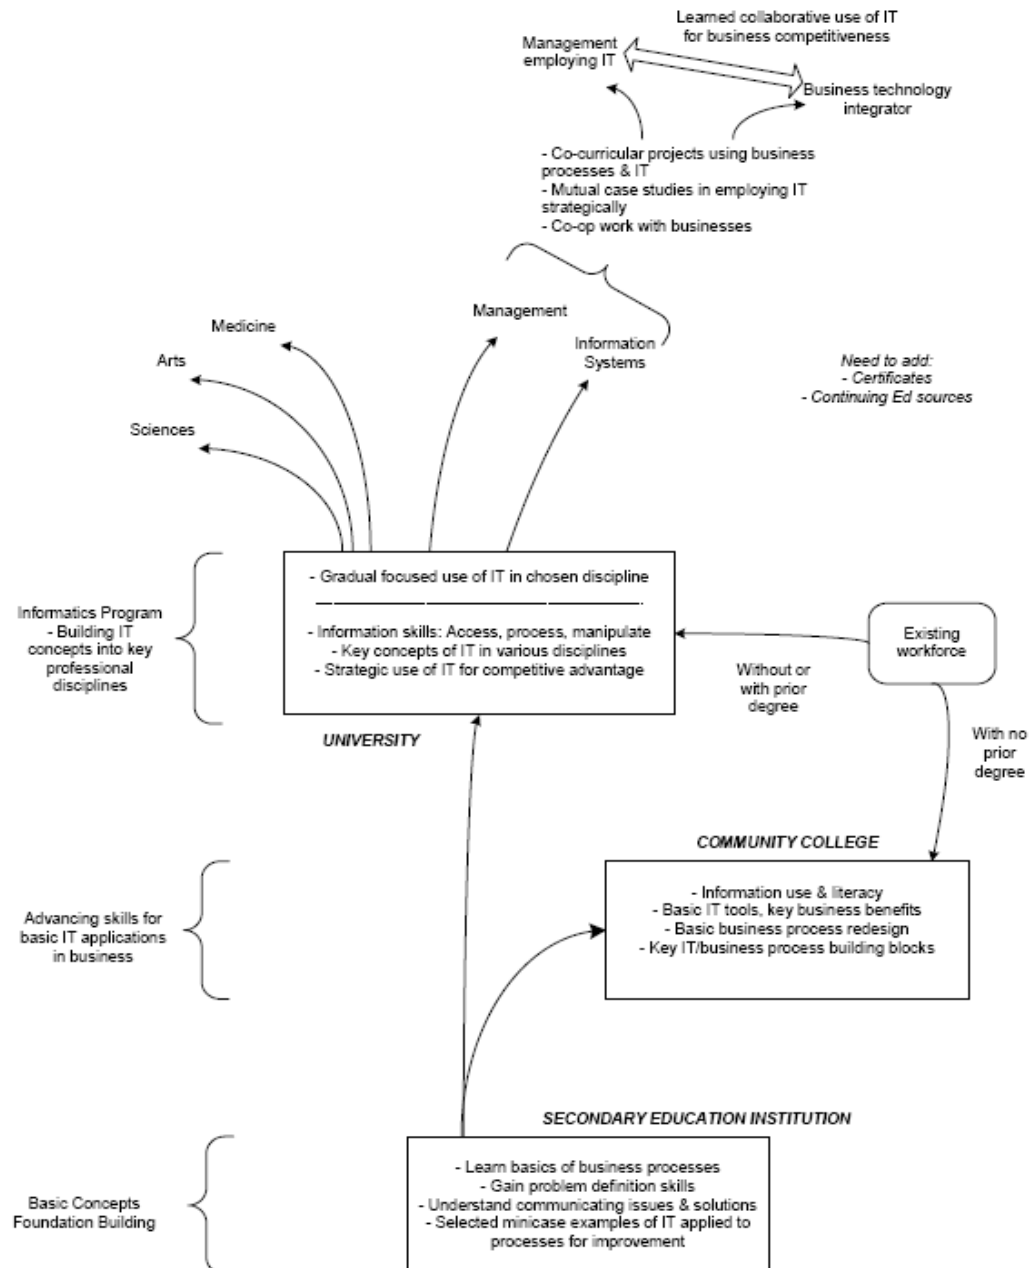 Learned collaborative use of IT
for business competitiveness
Management
employing IT
Business technology
integrator
- Co-curricular projects using business
processes & IT
- Mutual case studies in employing IT
strategically
- Co-op work with businesses
Management
Medicine
Information
Systems
Arts
Need to add:
- Certificates
- Continuing Ed sources
Sciences
- Gradual focused use of IT in chosen discipline
Informatics Program
- Building IT
concepts into key
professional
disciplines
- Information skills: Access, process, manipulate
- Key concepts of IT in various disciplines
- Strategic use of IT for competitive advantage
Existing
workforce
Without or
with prior
degree
UNIVERSITY
With no
prior
degree
COMMUNITY COLLEGE
Advancing skills for
basic IT applications
in business
- Information use & literacy
- Basic IT tools, key business benefits
- Basic business process redesign
- Key IT/business process building blocks
SECONDARY EDUCATION INSTITUTION
Basic Concepts
Foundation Building
- Learn basics of business processes
- Gain problem definition skills
- Understand communicating issues & solutions
- Selected minicase examples of IT applied to
processes for improvement